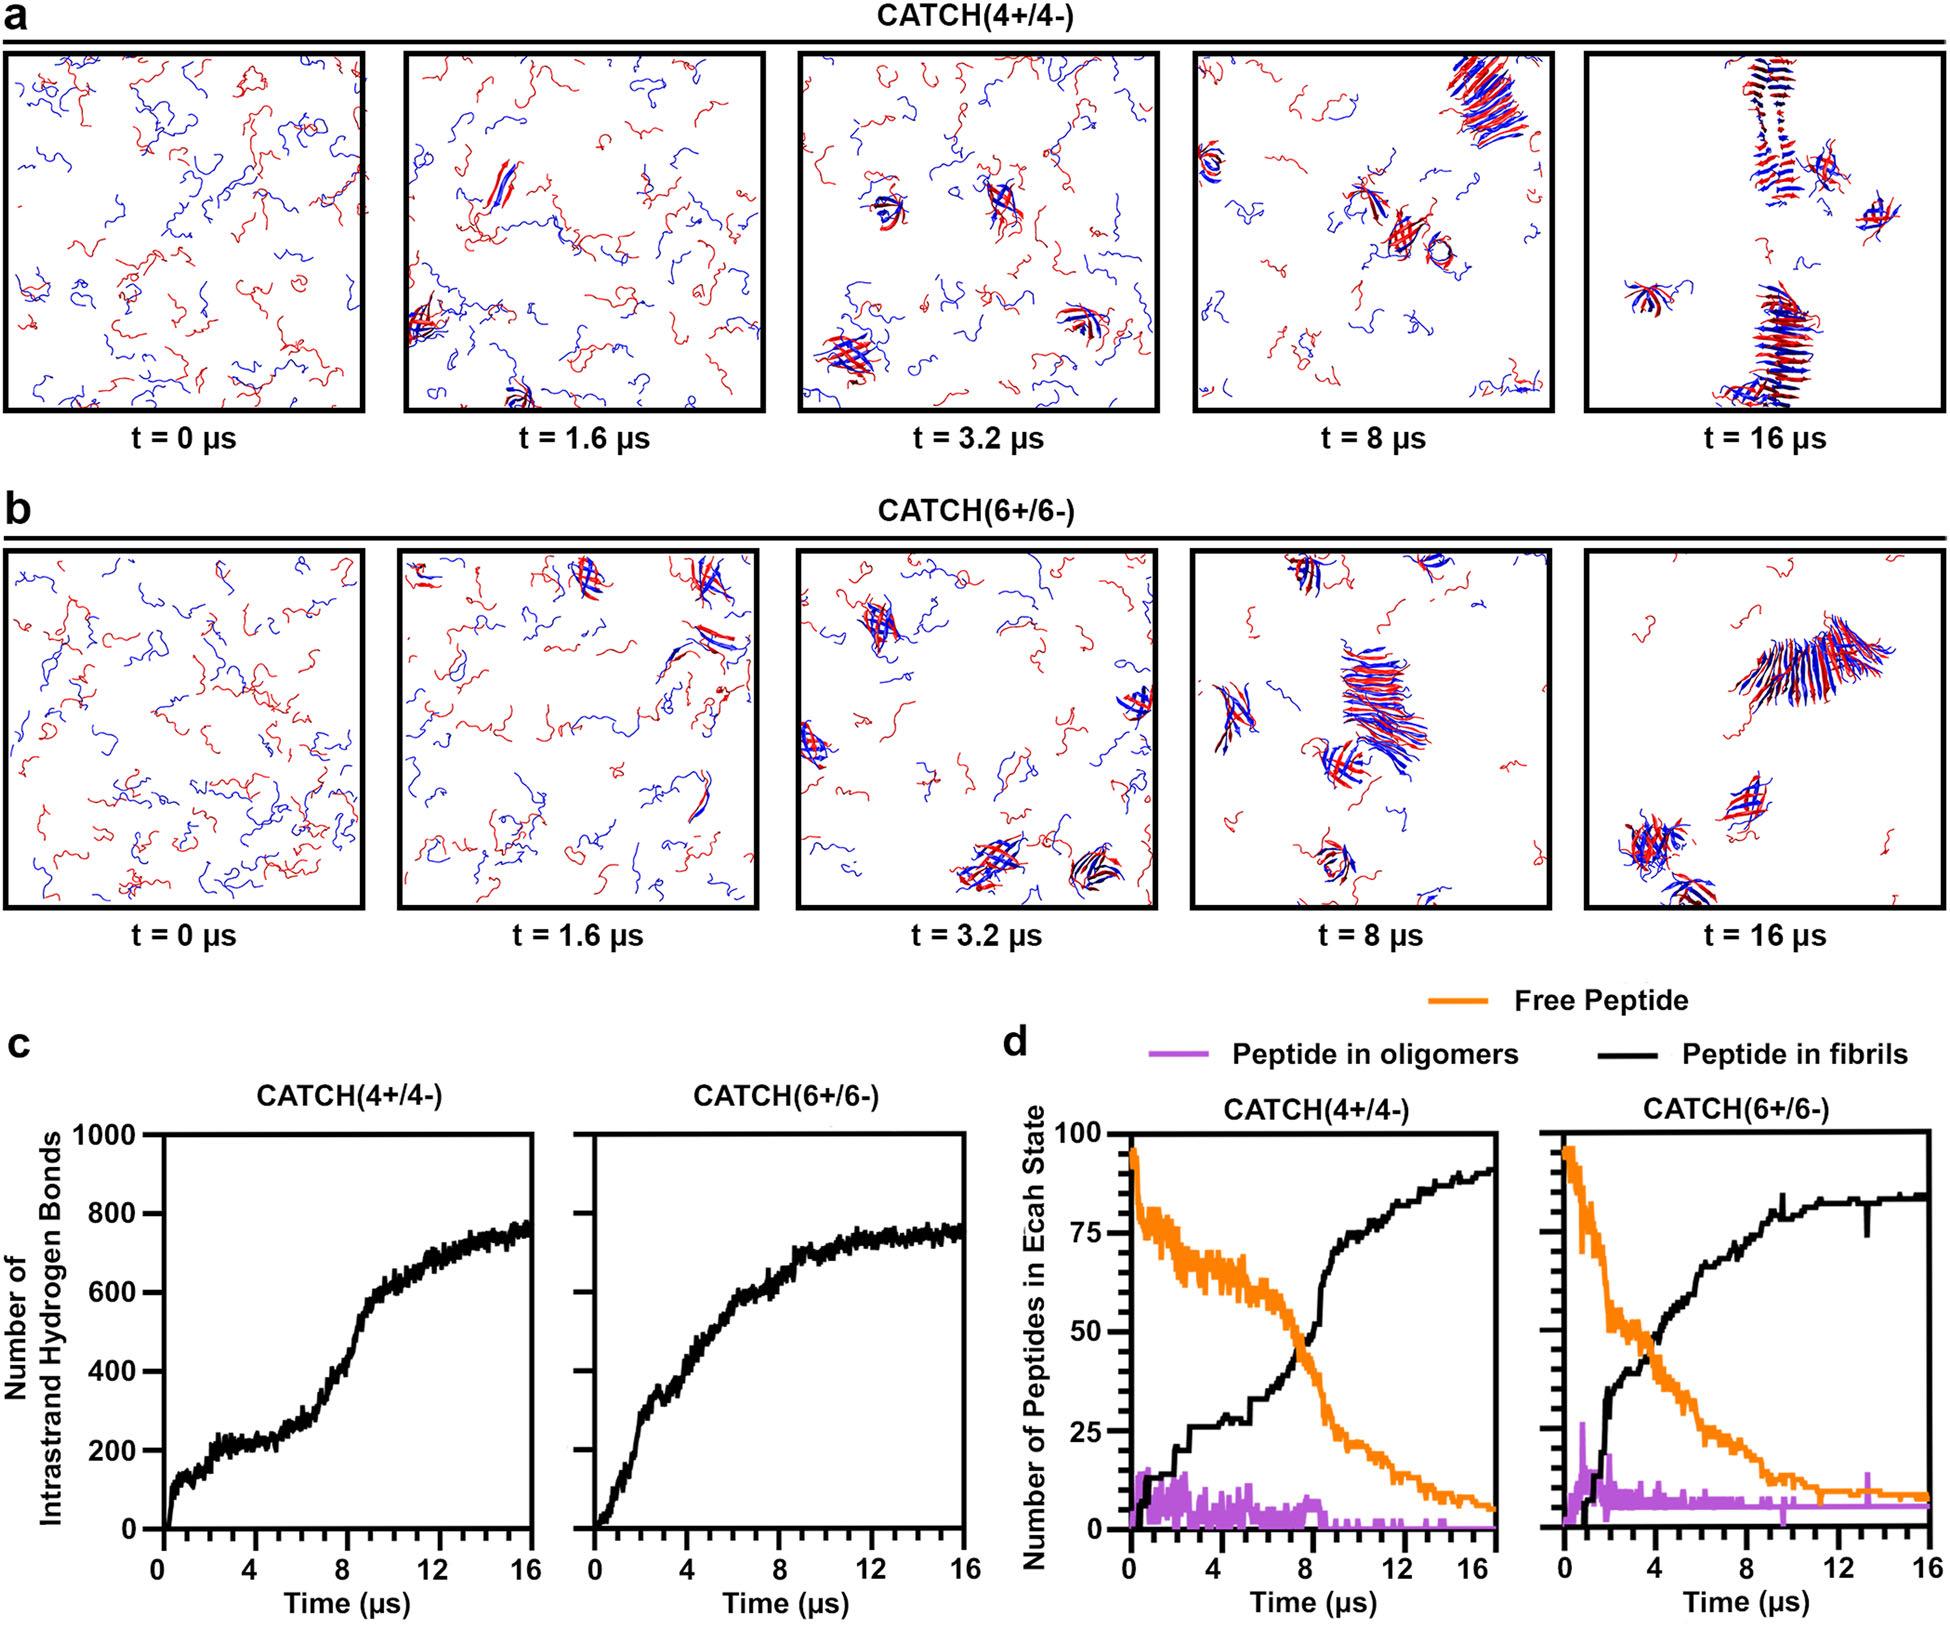 a
CATCH(4+/4-)
t = 0 µs
t = 1.6 µs
t = 3.2 µs
t = 8 µs
t = 16 µs
b
CATCH(6+/6-)
t = 0 µs
t = 1.6 µs
t = 3.2 µs
t = 8 µs
t = 16 µs
c
CATCH(4+/4-)
CATCH(6+/6-)
Number of
Intrastrand Hydrogen Bonds
1000
800
600
400
200
0
0 4 8 12 16
Time (µs)
0 4 8 12 16
Time (µs)
d
Free Peptide
Peptide in oligomers
Peptide in fibrils
CATCH(4+/4-)
CATCH(6+/6-)
Number of Peptides in Ecah State
100
75
50
25
0
0 4 8 12 16
Time (µs)
0 4 8 12 16
Time (µs)